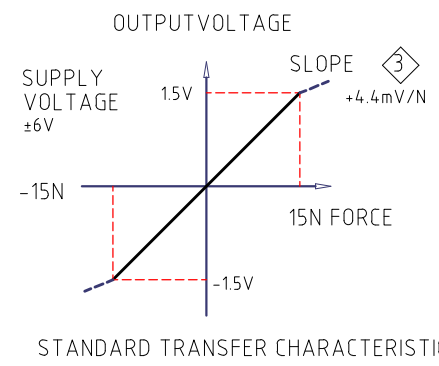 OUTPUTVOLTAGE
SLOPE 3
SUPPLY
VOLTAGE
±6V
1.5V
+4.4mV/N
-15N
15N FORCE
-1.5V
STANDARD TRANSFER